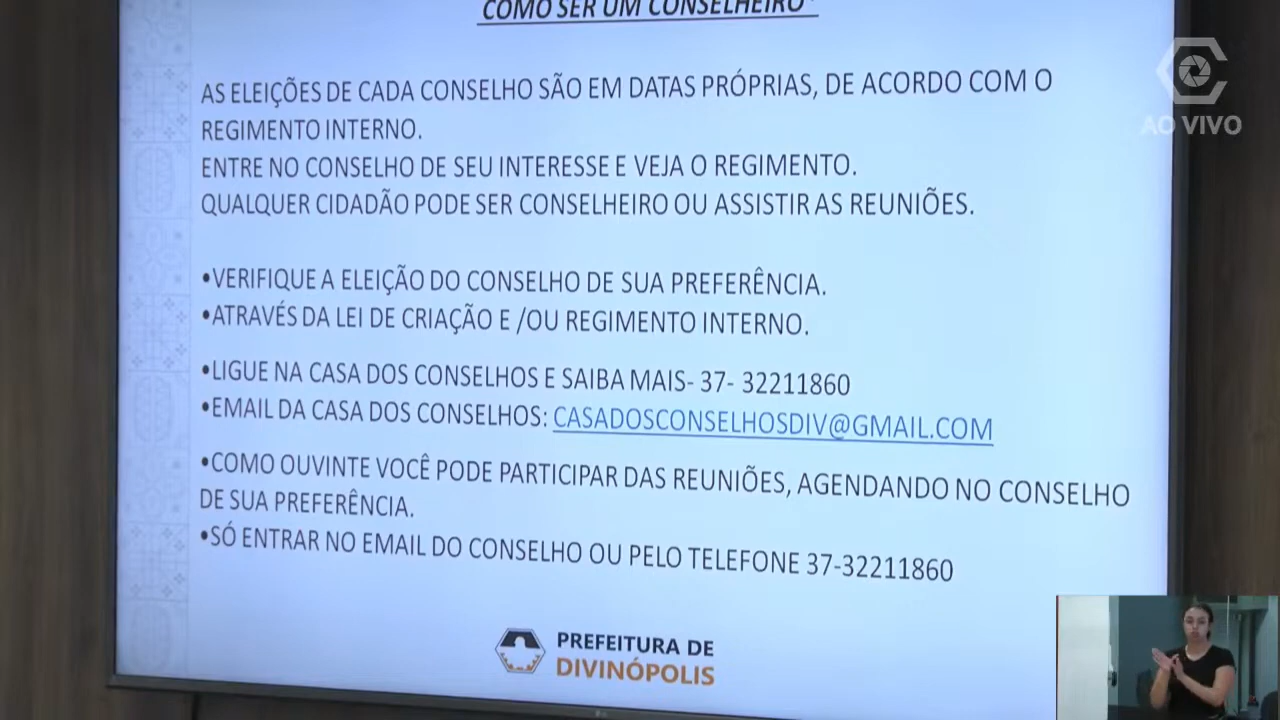 COMO SER UM CONSELHEIRO"
AS ELEIÇÕES DE CADA CONSELHO SÃO EM DATAS PRÓPRIAS, DE ACORDO COM O
REGIMENTO INTERNO.
ENTRE NO CONSELHO DE SEU INTERESSE E VEJA O REGIMENTO.
QUALQUER CIDADÃO PODE SER CONSELHEIRO OU ASSISTIR AS REUNIÕES.
•VERIFIQUE A ELEIÇÃO DO CONSELHO DE SUA PREFERÊNCIA.
•ATRAVÉS DA LEI DE CRIAÇÃO E /OU REGIMENTO INTERNO.
•LIGUE NA CASA DOS CONSELHOS E SAIBA MAIS- 37- 32211860
•EMAIL DA CASA DOS CONSELHOS: CASADOSCONSELHOSDIV@GMAIL.COM
•COMO OUVINTE VOCÊ PODE PARTICIPAR DAS REUNIÕES, AGENDANDO NO CONSELHO
DE SUA PREFERÊNCIA.
•SÓ ENTRAR NO EMAIL DO CONSELHO OU PELO TELEFONE 37-32211860
PREFEITURA DE
DIVINÓPOLIS
AO VIVO